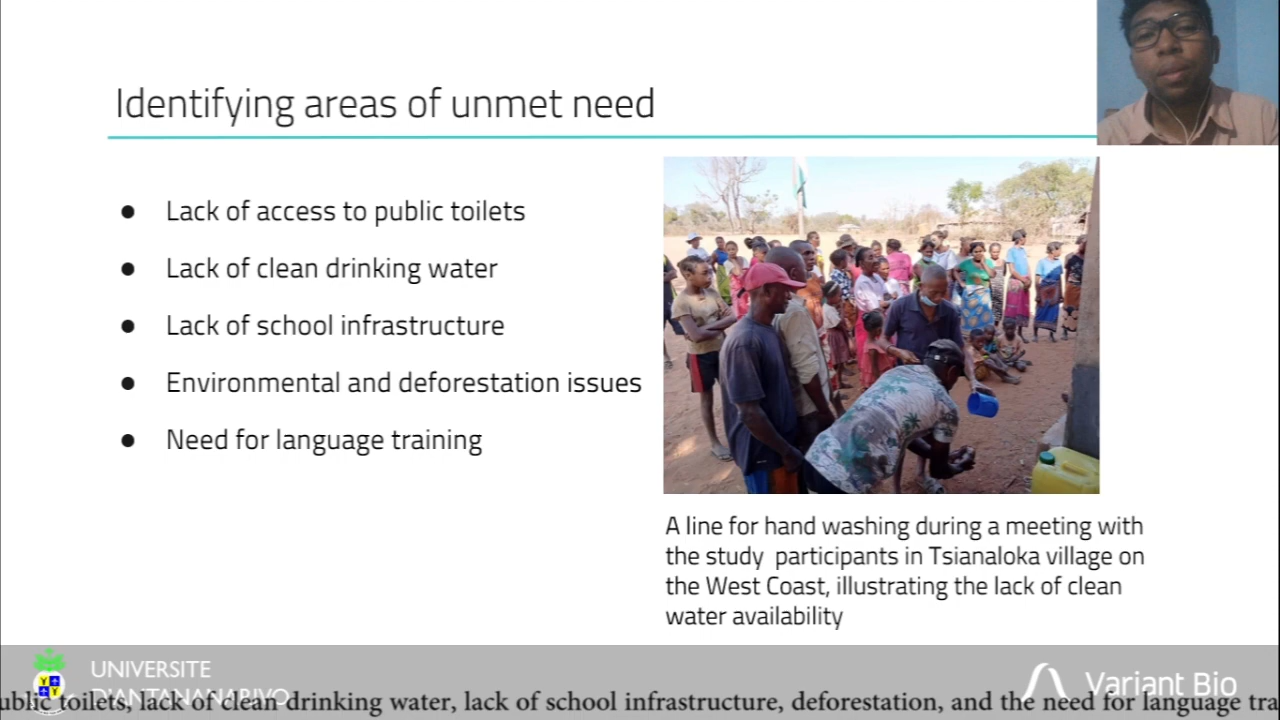 Identifying areas of unmet need
● Lack of access to public toilets
● Lack of clean drinking water
● Lack of school infrastructure
● Environmental and deforestation issues
● Need for language training
A line for hand washing during a meeting with
the study participants in Tsianaloka village on
the West Coast, illustrating the lack of clean
water availability
UNIVERSITE
D'ANTANANARIVO
Variant Bio
toilets, lack of clean drinking water, lack of school infrastructure, deforestation, and the need for language